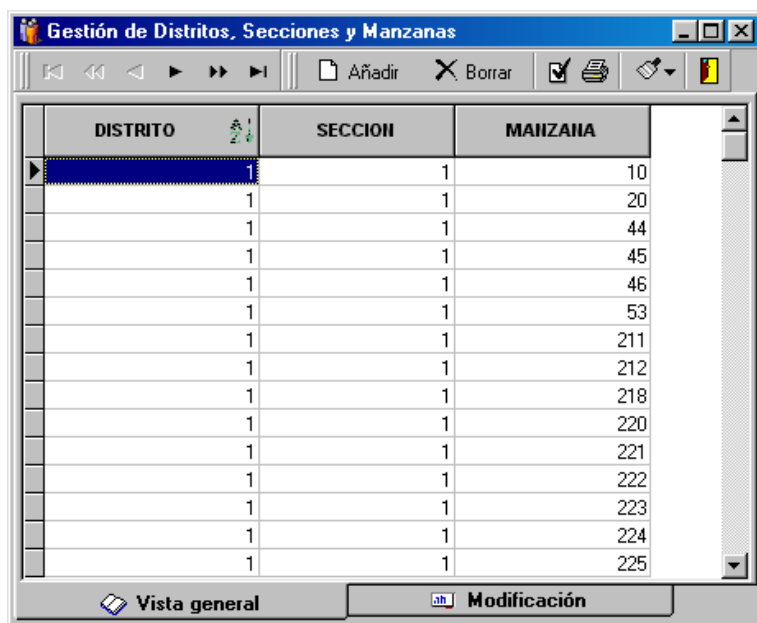 Gestión de Distritos, Secciones y Manzanas
Añadir Borrar
DISTRITO SECCION MANZANA
1 1 10
1 1 20
1 1 44
1 1 45
1 1 46
1 1 53
1 1 211
1 1 212
1 1 218
1 1 220
1 1 221
1 1 222
1 1 223
1 1 224
1 1 225
Vista general Modificación